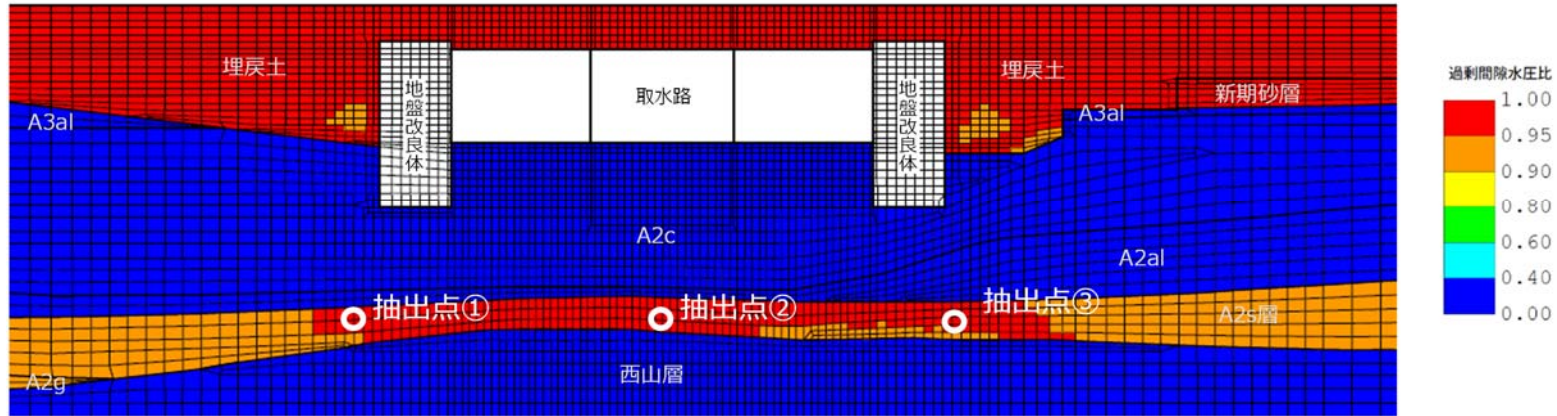 埋戻土
地盤改良体
取水路
地盤改良体
埋戻土
新期砂層
A3al
A3al
A2c
A2al
抽出点①
抽出点②
抽出点③
A2s層
A2g
西山層
過剰間隙水圧比
1.00
0.95
0.90
0.80
0.60
0.40
0.00